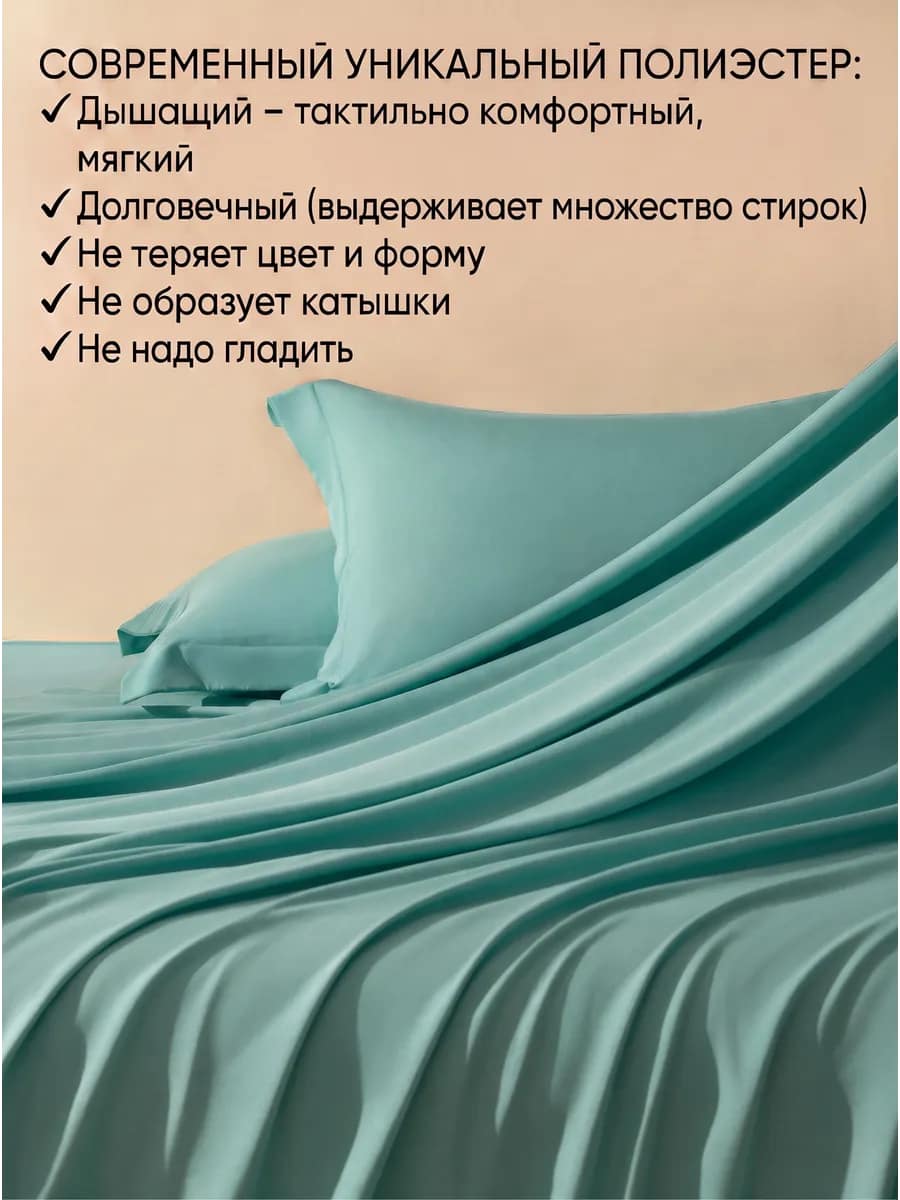 СОВРЕМЕННЫЙ УНИКАЛЬНЫЙ ПОЛИЭСТЕР:
✓Дышащий – тактильно комфортный,
мягкий
✓Долговечный (выдерживает множество стирок)
✓Не теряет цвет и форму
✓Не образует катышки
✓Не надо гладить